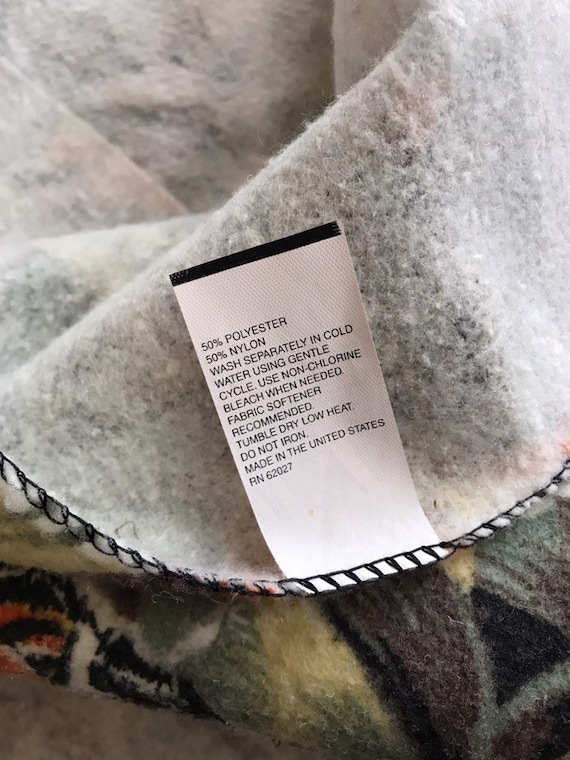 50% POLYESTER
50% NYLON
WASH SEPARATELY IN COLD
WATER USING GENTLE
CYCLE. USE NON-CHLORINE
BLEACH WHEN NEEDED.
FABRIC SOFTENER
RECOMMENDED.
TUMBLE DRY LOW HEAT.
DO NOT IRON.
MADE IN THE UNITED STATES
RN 62027